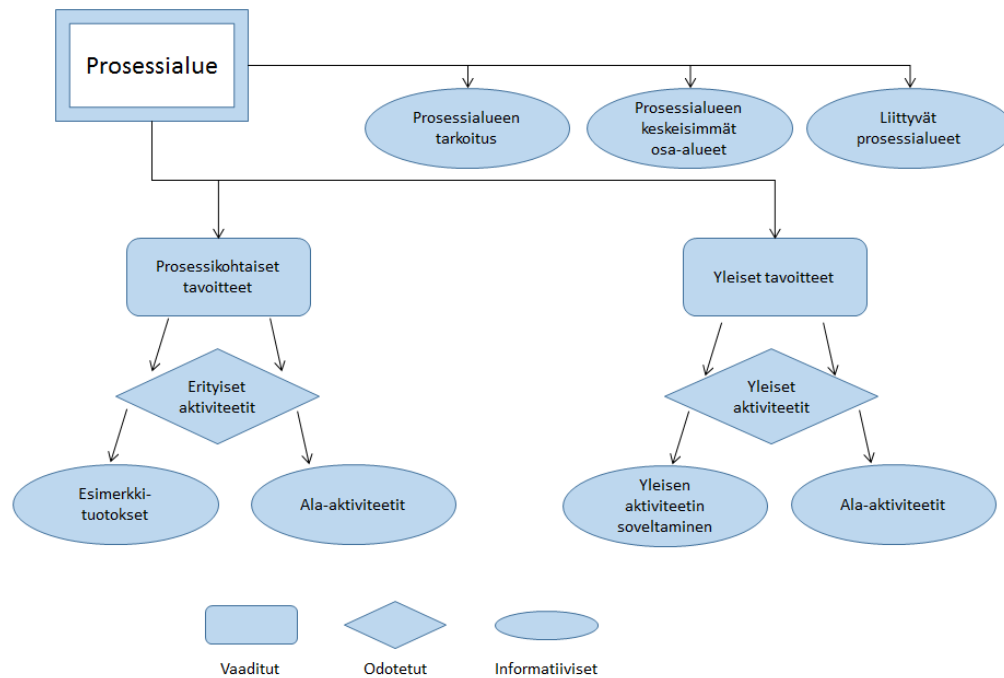 Prosessialue
Prosessialueen
tarkoitus
Prosessialueen
keskeisimmät
osa-alueet
Liittyvät
prosessialueet
Prosessikohtaiset
tavoitteet
Yleiset tavoitteet
Erityiset
aktiviteetit
Yleiset
aktiviteetit
Esimerkki-
tuotokset
Ala-aktiviteetit
Yleisen
aktiviteetin
soveltaminen
Ala-aktiviteetit
Vaaditut
Odotetut
Informatiiviset